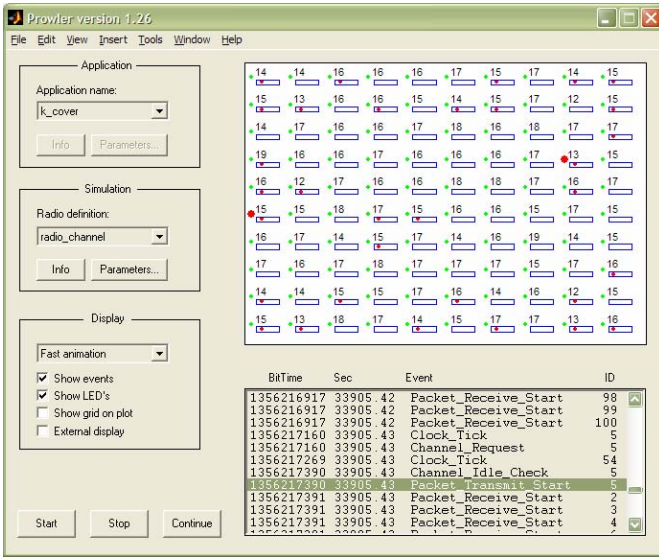 Prowler version 1.26
File Edit View Insert Tools Window Help
Application
Application name:
k_cover
Info Parameters...
Simulation
Radio definition:
radio_channel
Info Parameters...
Display
Fast animation
Show events
Show LED's
Show grid on plot
External display
Start Stop Continue
14 14 16 16 16 17 15 17 14 15
15 13 16 16 15 14 15 17 12 15
14 17 16 16 17 18 16 18 17 17
19 16 16 16 16 16 16 17 13 15
16 12 17 16 16 18 18 17 16 17
15 15 18 17 15 16 16 15 15 17
16 17 14 15 17 14 16 19 14 15
17 16 17 18 17 17 16 15 17 16
14 14 15 15 17 16 14 16 12 15
15 13 18 17 14 15 17 17 13 16
BitTime Sec Event ID
1356216917 33905.42 Packet_Receive_Start 98
1356216917 33905.42 Packet_Receive_Start 99
1356216917 33905.42 Packet_Receive_Start 100
1356217160 33905.43 Clock_Tick 5
1356217160 33905.43 Channel_Request 5
1356217269 33905.43 Clock_Tick 54
1356217390 33905.43 Channel_Idle_Check 5
1356217390 33905.43 Packet_Transmit_Start 5
1356217391 33905.43 Packet_Receive_Start 2
1356217391 33905.43 Packet_Receive_Start 3
1356217391 33905.43 Packet_Receive_Start 4